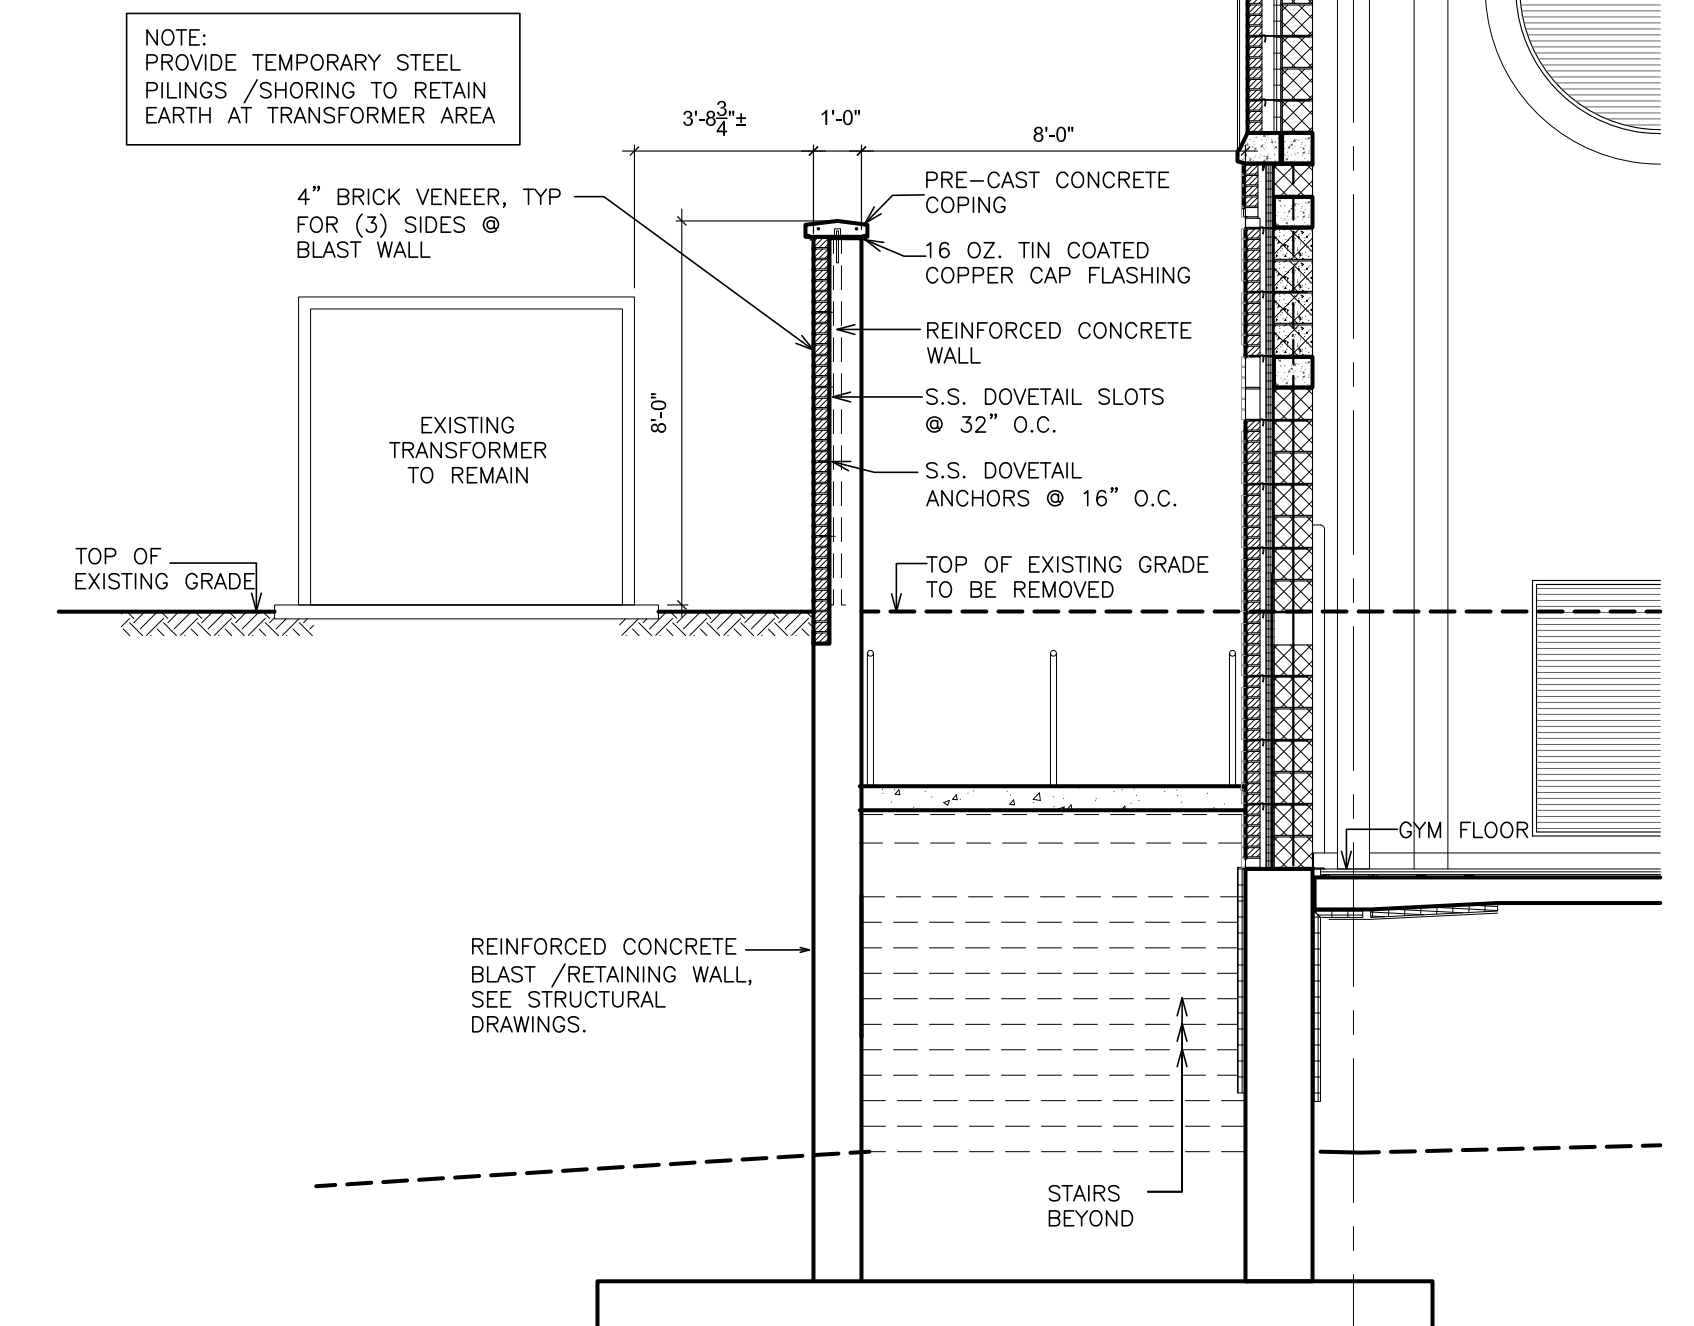 NOTE:
PROVIDE TEMPORARY STEEL
PILINGS /SHORING TO RETAIN
EARTH AT TRANSFORMER AREA
3'-8 3/4"±
1'-0"
8'-0"
4” BRICK VENEER, TYP
FOR (3) SIDES @
BLAST WALL
PRE-CAST CONCRETE
COPING
16 OZ. TIN COATED
COPPER CAP FLASHING
REINFORCED CONCRETE
WALL
8'-0"
S.S. DOVETAIL SLOTS
@ 32” O.C.
EXISTING
TRANSFORMER
TO REMAIN
S.S. DOVETAIL
ANCHORS @ 16” O.C.
TOP OF
EXISTING GRADE
TOP OF EXISTING GRADE
TO BE REMOVED
GYM FLOOR
REINFORCED CONCRETE
BLAST /RETAINING WALL,
SEE STRUCTURAL
DRAWINGS.
STAIRS
BEYOND